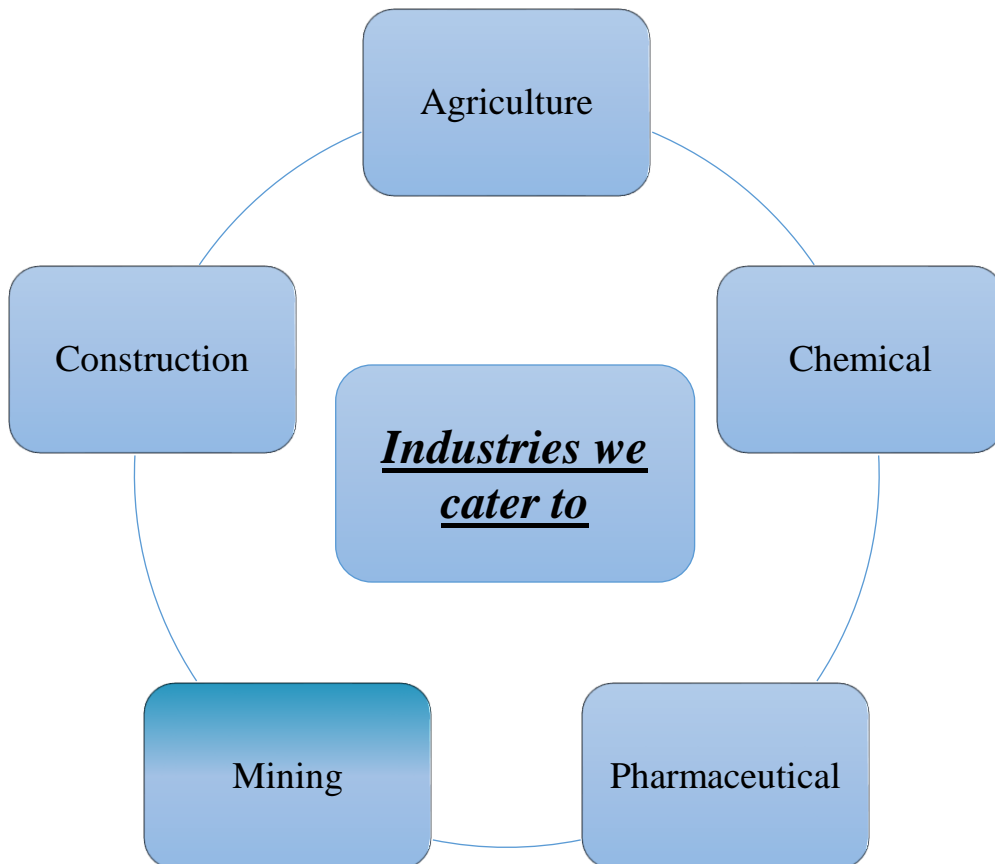 Agriculture
Construction
Chemical
Industries we
cater to
Mining
Pharmaceutical